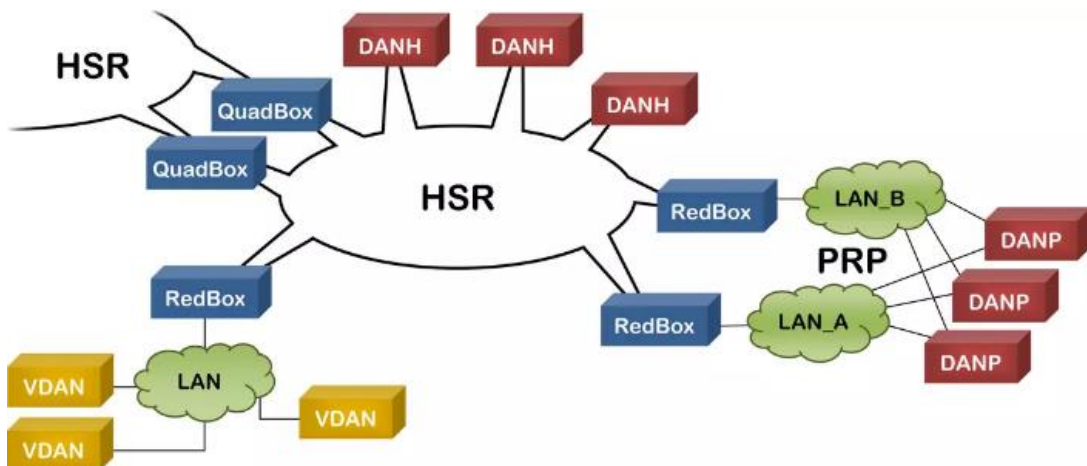 HSR
DANH
DANH
DANH
QuadBox
QuadBox
HSR
RedBox
LAN_B
DANP
PRP
DANP
RedBox
LAN_A
DANP
RedBox
LAN
VDAN
VDAN
VDAN